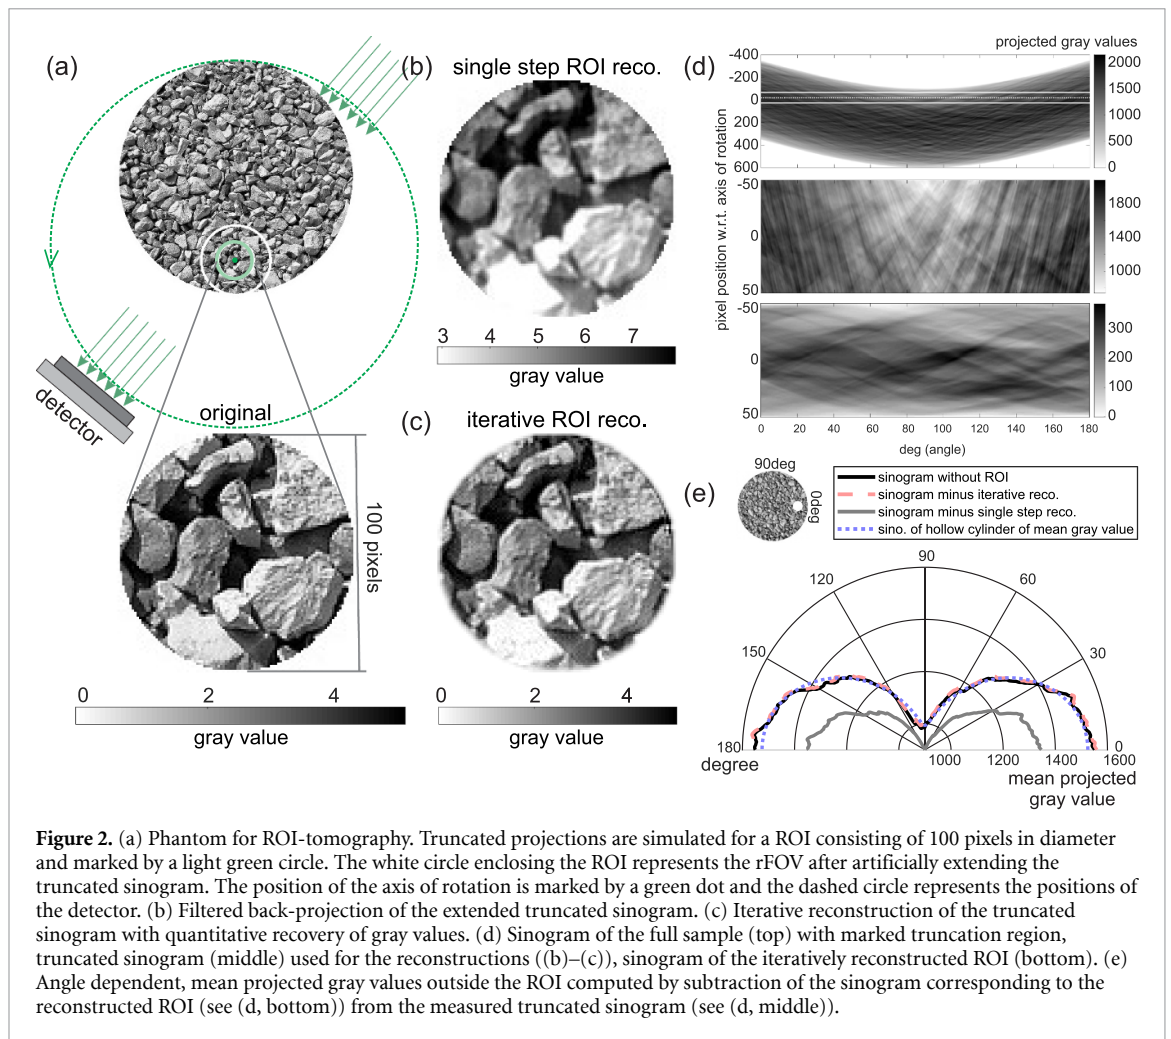 (a)
detector
original
100 pixels
0 2 4
gray value
(b)
single step ROI reco.
3 4 5 6 7
gray value
(c)
iterative ROI reco.
0 2 4
gray value
(d)
projected gray values
pixel position w.r.t. axis of rotation
-400
-200
0
200
400
600
2000
1500
1000
500
0
-50
0
50
1800
1400
1000
-50
0
50
300
200
100
0
0 20 40 60 80 100 120 140 160 180
deg (angle)
(e)
90deg
0deg
sinogram without ROI
sinogram minus iterative reco.
sinogram minus single step reco.
sino. of hollow cylinder of mean gray value
90
120 60
150 30
180 0
degree
1000 1200 1400 1600
mean projected
gray value
Figure 2. (a) Phantom for ROI-tomography. Truncated projections are simulated for a ROI consisting of 100 pixels in diameter
and marked by a light green circle. The white circle enclosing the ROI represents the rFOV after artificially extending the
truncated sinogram. The position of the axis of rotation is marked by a green dot and the dashed circle represents the positions of
the detector. (b) Filtered back-projection of the extended truncated sinogram. (c) Iterative reconstruction of the truncated
sinogram with quantitative recovery of gray values. (d) Sinogram of the full sample (top) with marked truncation region,
truncated sinogram (middle) used for the reconstructions ((b)–(c)), sinogram of the iteratively reconstructed ROI (bottom). (e)
Angle dependent, mean projected gray values outside the ROI computed by subtraction of the sinogram corresponding to the
reconstructed ROI (see (d, bottom)) from the measured truncated sinogram (see (d, middle)).